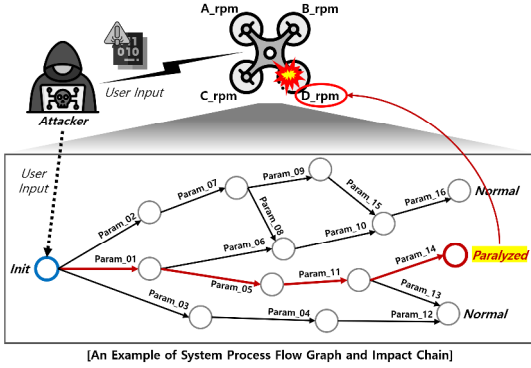 A_rpm
B_rpm
011
010
User Input
C_rpm
D_rpm
Attacker
User
Input
Param_09
Param_07
Param_15
Param_16
Normal
Param_02
Param_08
Param_10
Param_06
Param_14
Init
Param_01
Param_11
Paralyzed
Param_05
Param_13
Param_03
Param_04
Param_12
Normal
[An Example of System Process Flow Graph and Impact Chain]